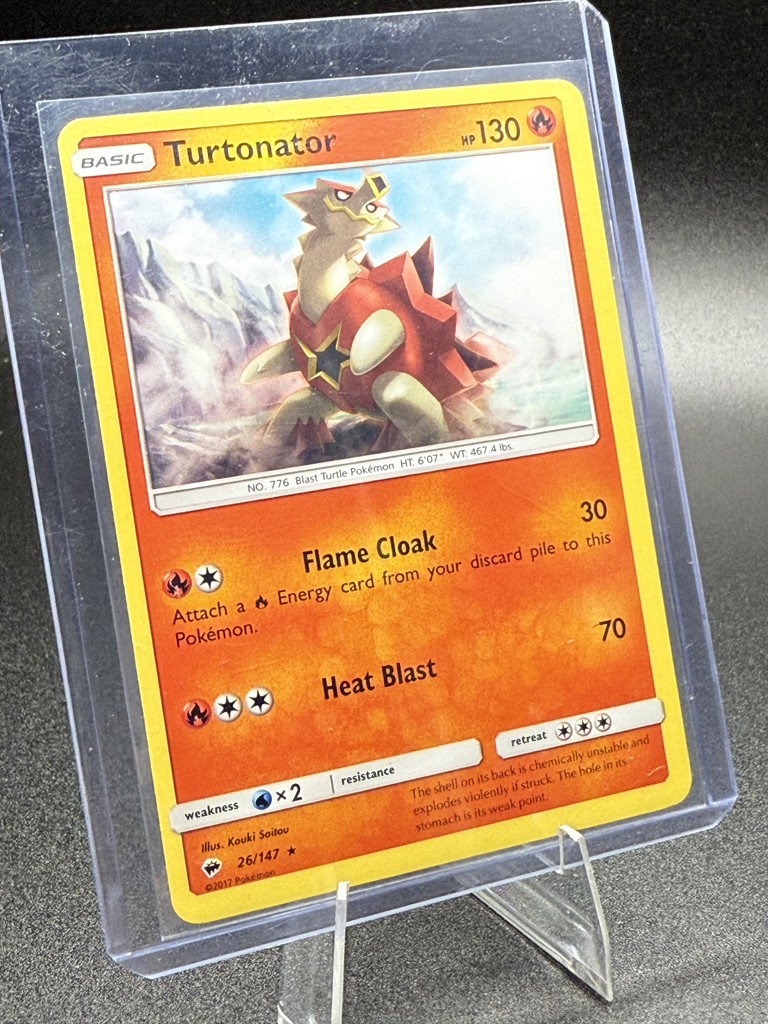 BASIC Turtonator HP 130
NO. 776 Blast Turtle Pokémon HT: 6'07" WT: 467.4 lbs.
Flame Cloak 30
Attach a Energy card from your discard pile to this
Pokémon.
Heat Blast 70
weakness ×2 resistance retreat
The shell on its back is chemically unstable and
explodes violently if struck. The hole in its
stomach is its weak point.
Illus. Kouki Saitou
26/147 ★
©2017 Pokémon